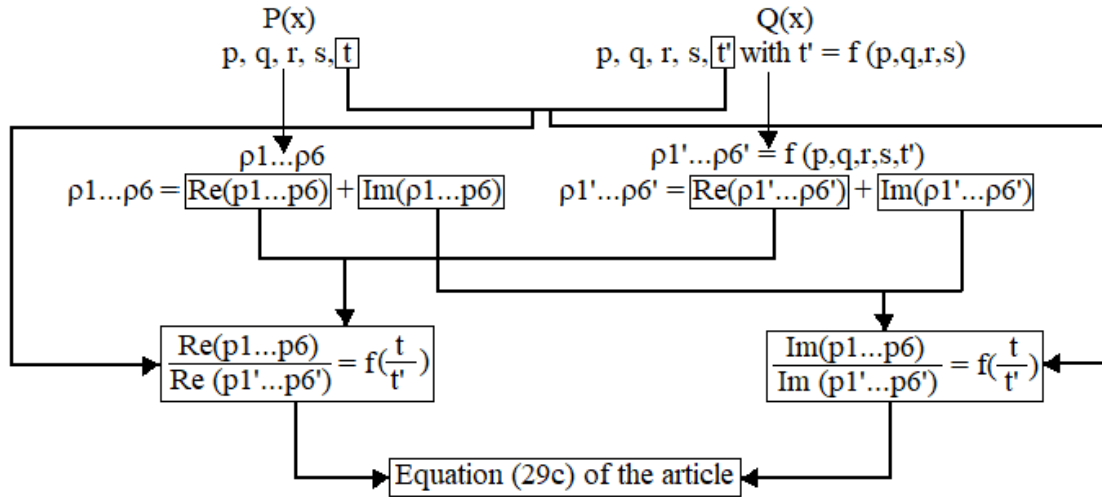 P(x)
p, q, r, s, t
Q(x)
p, q, r, s, t' with t' = f (p,q,r,s)
ρ1...ρ6
ρ1...ρ6 = Re(p1...p6) + Im(ρ1...p6)
ρ1'...ρ6' = f (p,q,r,s,t')
ρ1'...ρ6' = Re(ρ1'...ρ6') + Im(ρ1'...ρ6')
Re(p1...p6)
Re (p1'...p6')
= f(t/t')
Im(p1...p6)
Im (p1'...p6')
= f(t/t')
Equation (29c) of the article